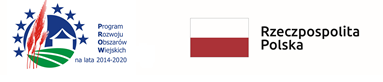 Program
Rozwoju
Obszarów
Wiejskich
na lata 2014-2020
Rzeczpospolita
Polska